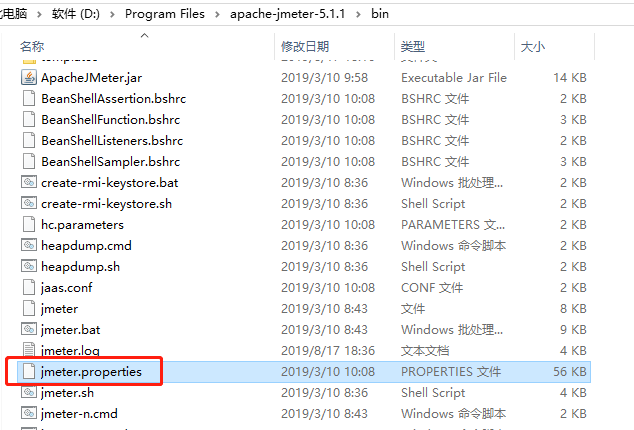 电脑 > 软件 (D:) > Program Files > apache-jmeter-5.1.1 > bin
名称 修改日期 类型 大小
ApacheJMeter.jar 2019/3/10 9:58 Executable Jar File 14 KB
BeanShellAssertion.bshrc 2019/3/10 10:08 BSHRC 文件 2 KB
BeanShellFunction.bshrc 2019/3/10 10:08 BSHRC 文件 3 KB
BeanShellListeners.bshrc 2019/3/10 10:08 BSHRC 文件 2 KB
BeanShellSampler.bshrc 2019/3/10 10:08 BSHRC 文件 3 KB
create-rmi-keystore.bat 2019/3/10 8:36 Windows 批处理... 2 KB
create-rmi-keystore.sh 2019/3/10 8:36 Shell Script 2 KB
hc.parameters 2019/3/10 10:08 PARAMETERS 文... 2 KB
heapdump.cmd 2019/3/10 8:36 Windows 命令脚本 2 KB
heapdump.sh 2019/3/10 8:36 Shell Script 2 KB
jaas.conf 2019/3/10 10:08 CONF 文件 2 KB
jmeter 2019/3/10 8:43 文件 8 KB
jmeter.bat 2019/3/10 8:43 Windows 批处理... 9 KB
jmeter.log 2019/8/17 18:36 文本文档 4 KB
jmeter.properties 2019/3/10 10:08 PROPERTIES 文件 56 KB
jmeter.sh 2019/3/10 8:36 Shell Script 4 KB
jmeter-n.cmd 2019/3/10 8:36 Windows 命令脚本 2 KB